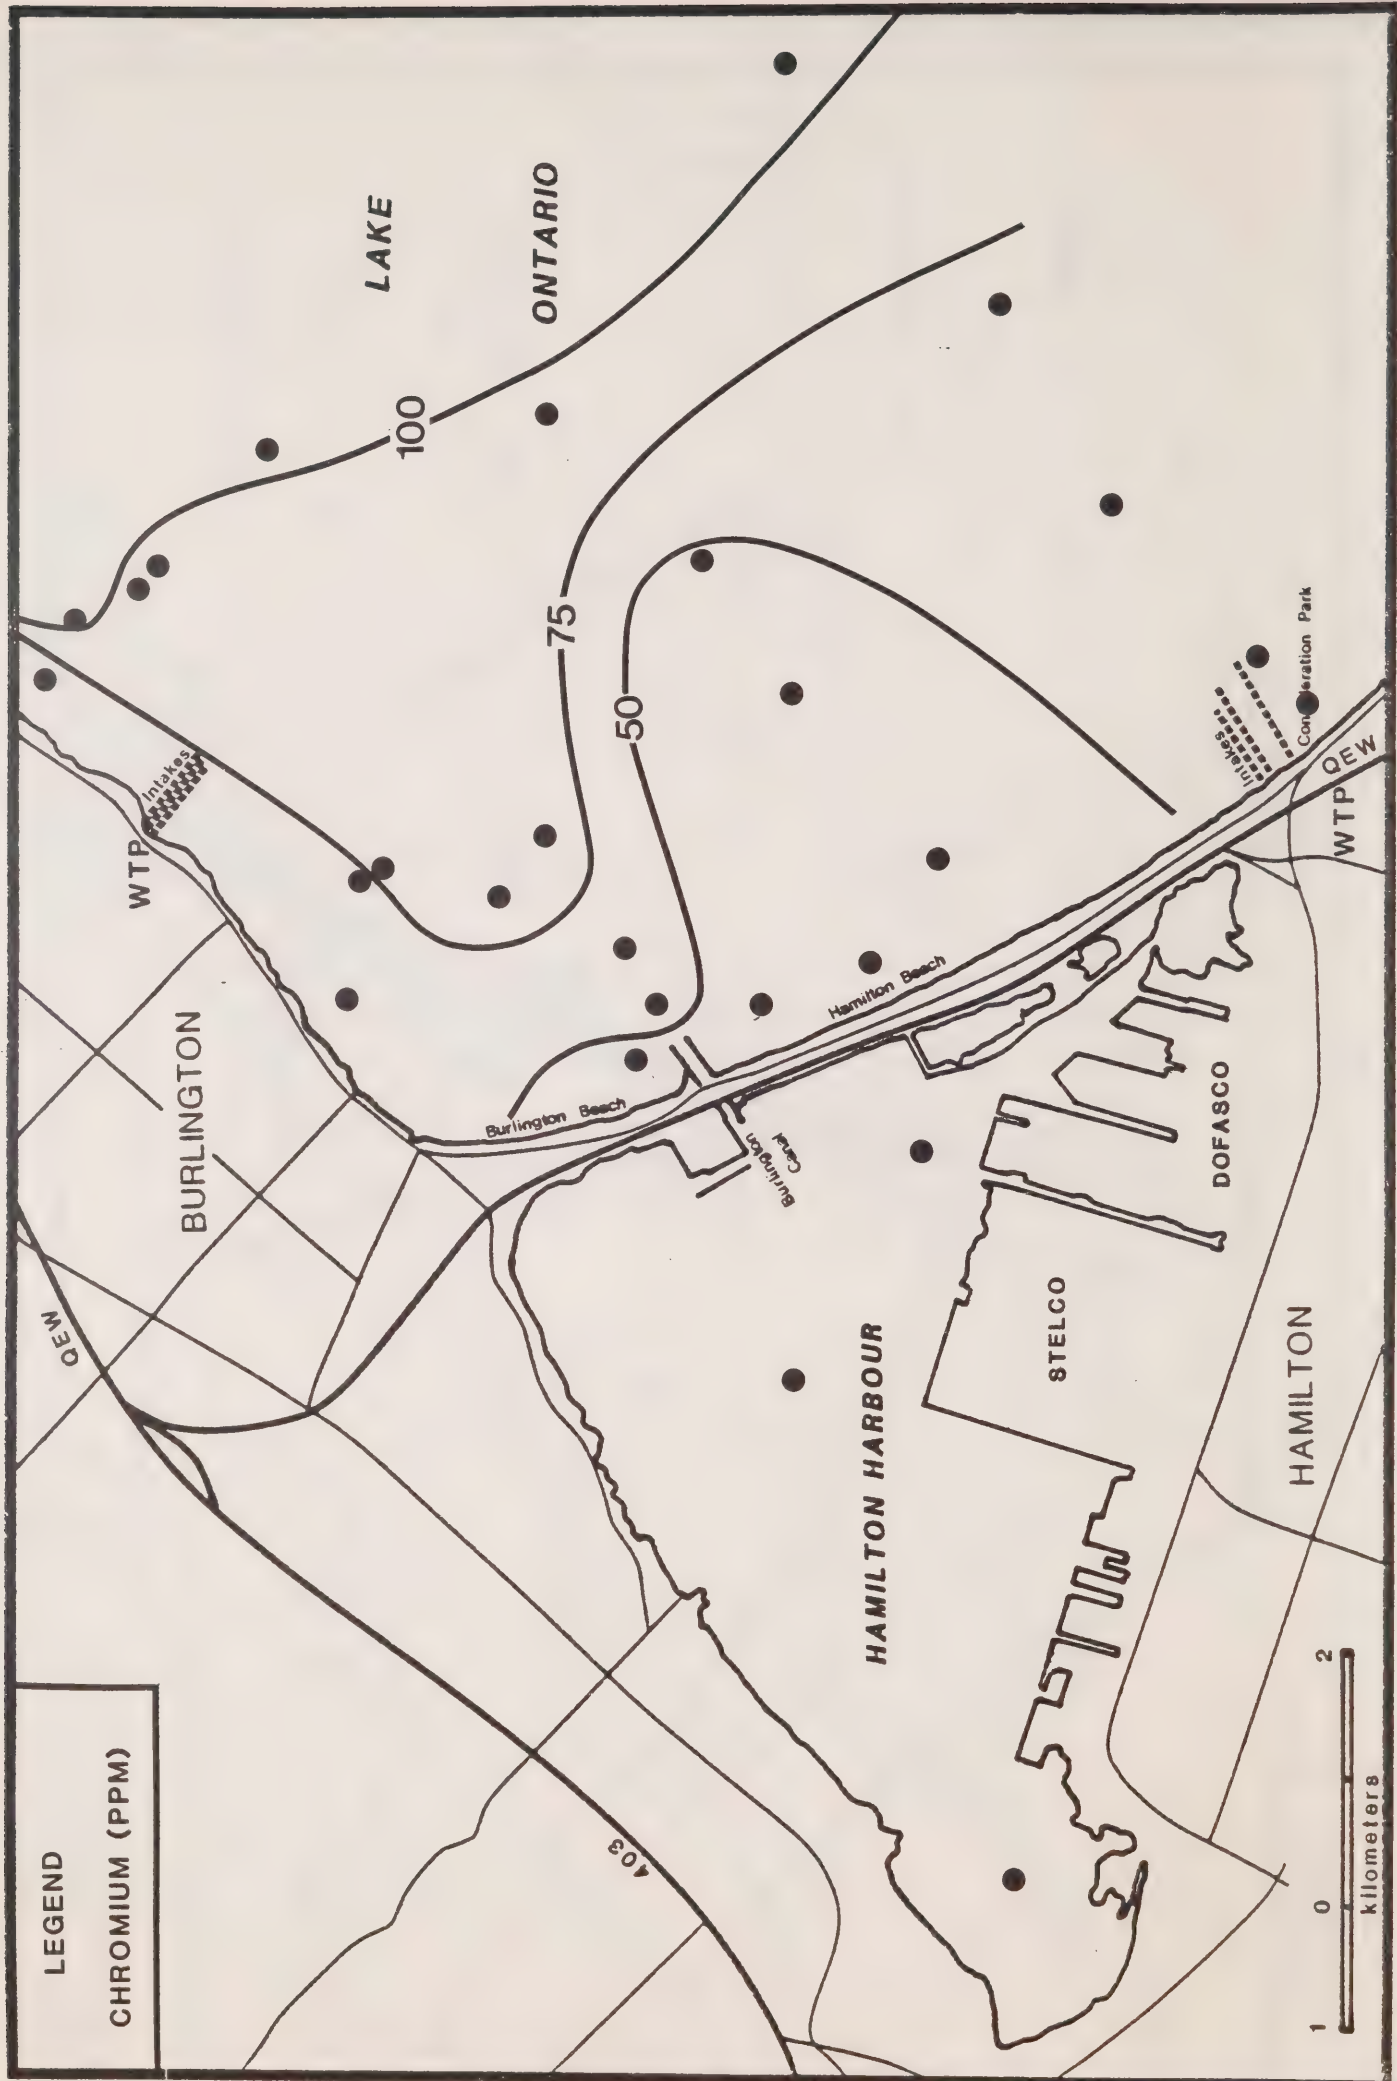 LEGEND
CHROMIUM (PPM)
LAKE
ONTARIO
100
75
50
Intakes
WTP
BURLINGTON
QEW
403
Burlington Beach
Hamilton Beach
Burlington
Canal
HAMILTON HARBOUR
STELCO
DOFASCO
HAMILTON
Intakes
Park
QEW
WTP
1 0 2
kilometers